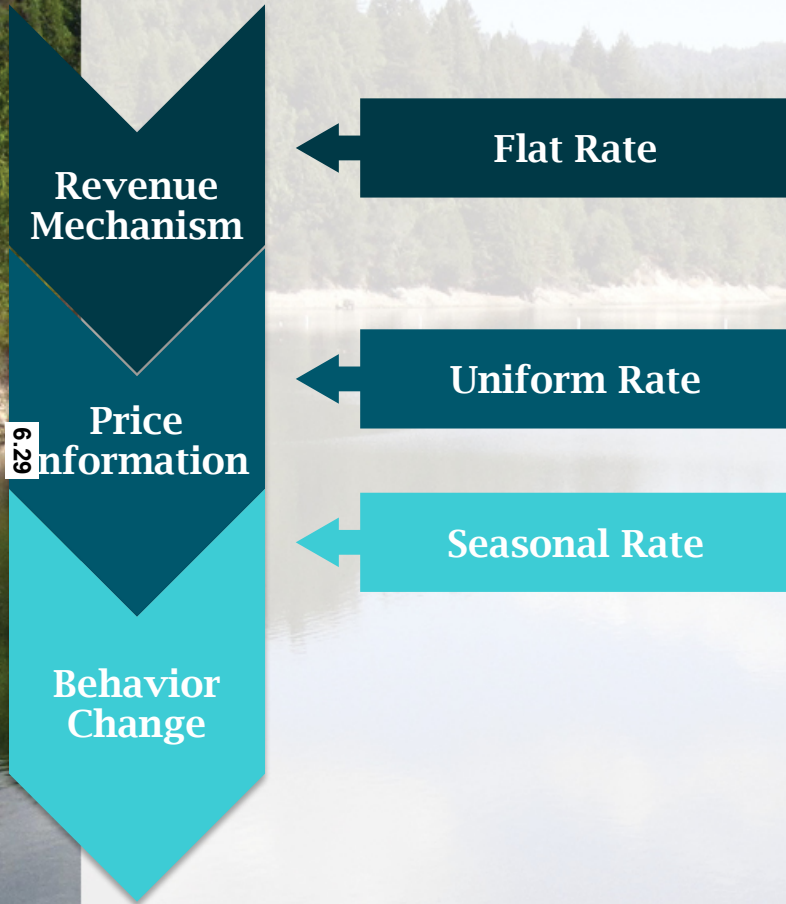 Flat Rate
Revenue
Mechanism
Uniform Rate
Price
nformation
6.29
Seasonal Rate
Behavior
Change